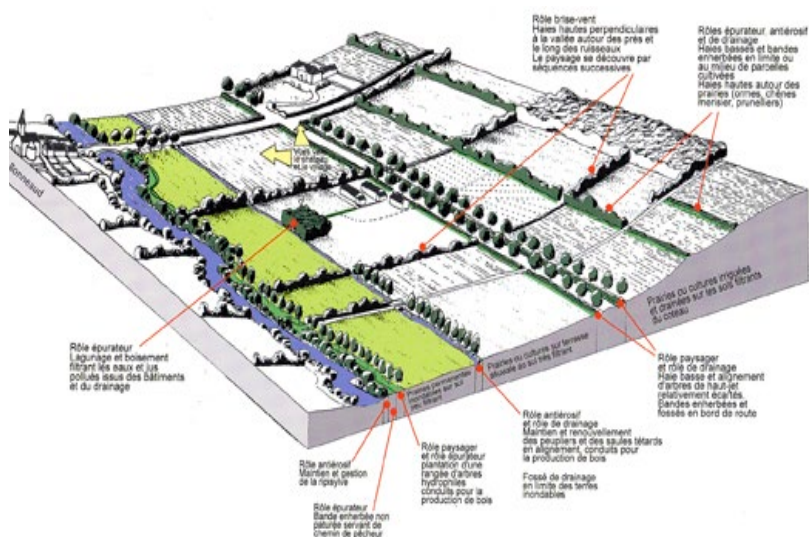 Rôle brise-vent
Haies hautes perpendiculaires
à la vallée autour des près et
le long des ruisseaux
Le paysage se découvre par
séquences successives
Rôles épurateur, antiérosif
et de drainage
Haies basses et bandes
enherbées en limite ou
au milieu de parcelles
cultivées
Haies hautes autour des
prairies (ormes, chênes
merisier, prunelliers)
Bonneaud
Rôle épurateur
Lagunage et boisement
filtrant les eaux et jus
pollués issus des bâtiments
et du drainage
Prairies ou cultures irriguées
et drainées sur les sols filtrants
du coteau
Prairies ou cultures sur terrasse
sol très filtrant
Prairies permanentes
inondables sur sol
filtrant
Rôle paysager
et rôle de drainage
Haie basse et alignement
d'arbres de haut-jet
relativement écartés.
Bandes enherbées et
fossés en bord de route
Rôle antiérosif
et rôle de drainage
Maintien et renouvellement
des peupliers et des saules têtards
en alignement, conduits pour
la production de bois
Fossé de drainage
en limite des terres
inondables
Rôle paysager
et rôle épurateur
plantation d'une
rangée d'arbres
hydrophiles
conduits pour la
production de bois
Rôle antiérosif
Maintien et gestion
de la ripisylve
Rôle épurateur
Bande enherbée non
pâturée servant de
chemin de pêcheur